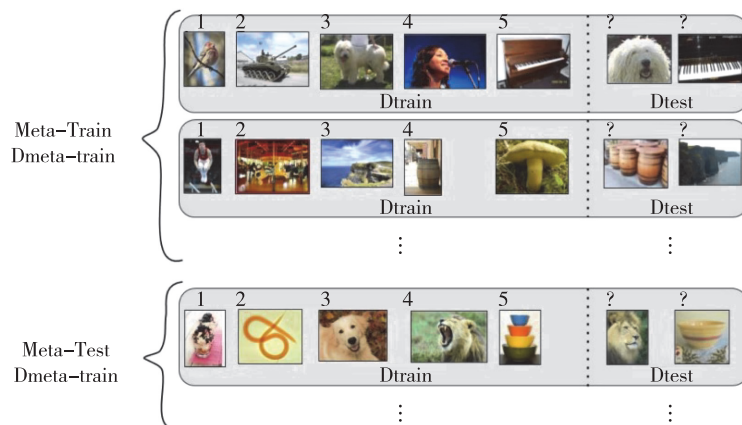 1 2 3 4 5 ? ?
Dtrain Dtest
Meta-Train
Dmeta-train
1 2 3 4 5 ? ?
Dtrain Dtest
⋮ ⋮
1 2 3 4 5 ? ?
Meta-Test
Dmeta-train
Dtrain Dtest
⋮ ⋮